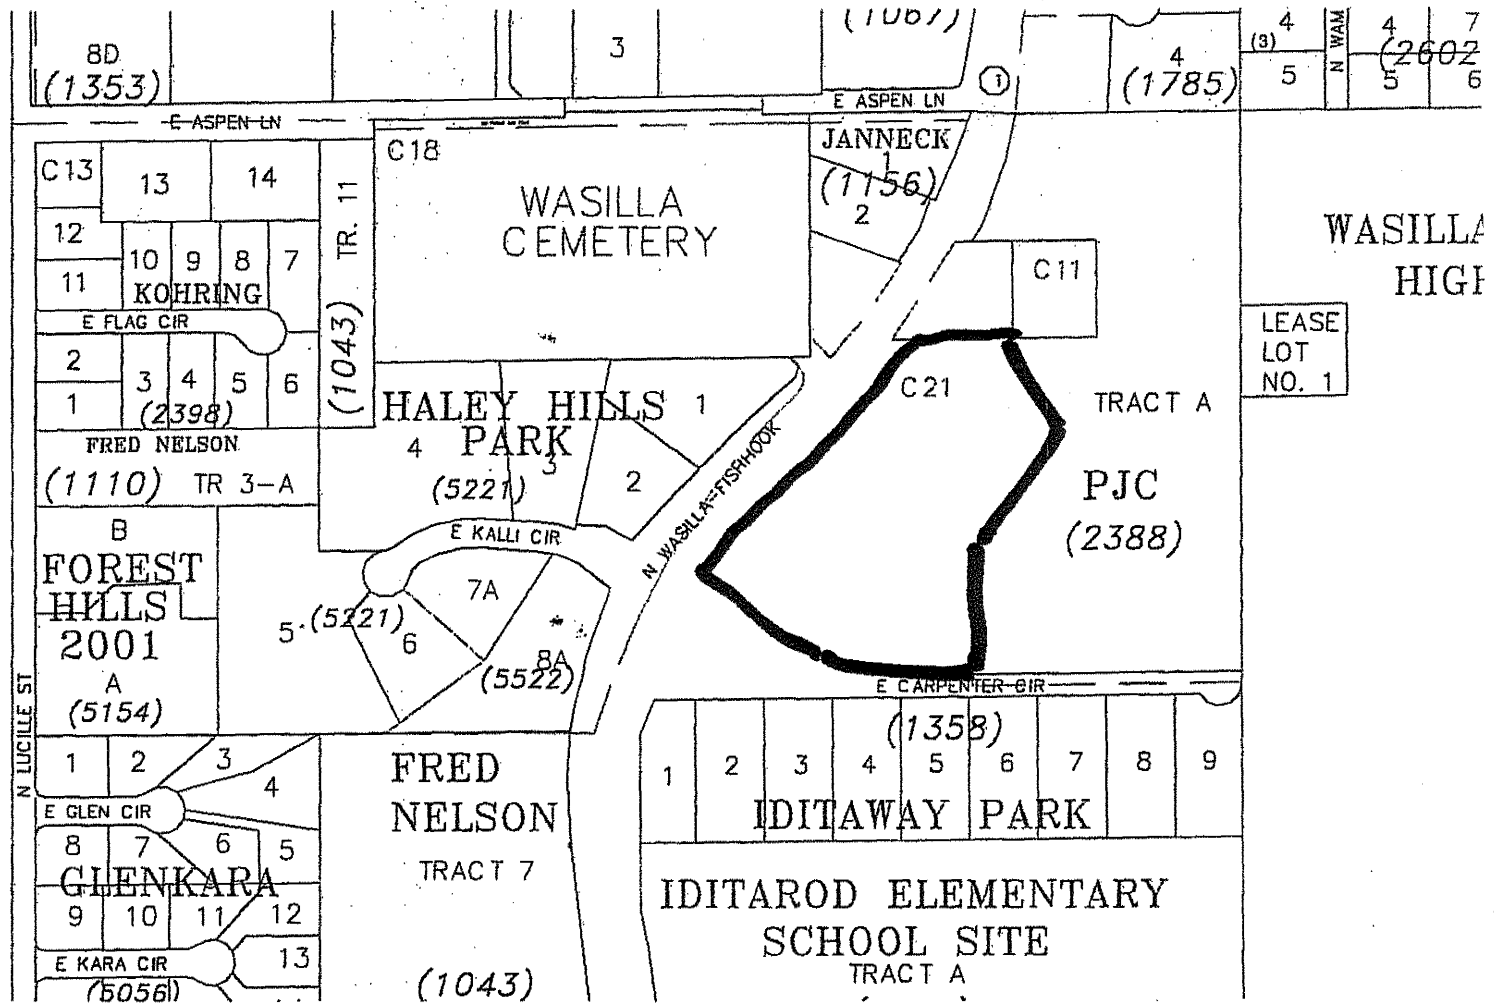 8D
(1353)
3
(1067)
1
4
(1785)
4
(3)
5
N WAM
4
7
(2602
5
6
E ASPEN LN
E ASPEN LN
C13
13
14
12
11
10
9
8
7
KOHRING
E FLAG CIR
2
1
3
4
5
6
(2398)
TR. 11
(1043)
C18
WASILLA
CEMETERY
JANNECK
1
(1156)
2
C11
WASILLA
HIGH
LEASE
LOT
NO. 1
C21
TRACT A
PJC
(2388)
FRED NELSON
(1110) TR 3-A
HALEY HILLS
PARK
4
3
2
1
(5221)
E KALLI CIR
N WASILLA-FISHHOOK
B
FOREST
HILLS
2001
A
(5154)
5
(5221)
6
7A
8A
(5522)
N LUCILLE ST
1
2
3
4
E GLEN CIR
8
7
6
5
GLENKARA
9
10
11
12
E KARA CIR
13
(5056)
FRED
NELSON
TRACT 7
(1043)
E CARPENTER CIR
(1358)
1
2
3
4
5
6
7
8
9
IDITAWAY PARK
IDITAROD ELEMENTARY
SCHOOL SITE
TRACT A